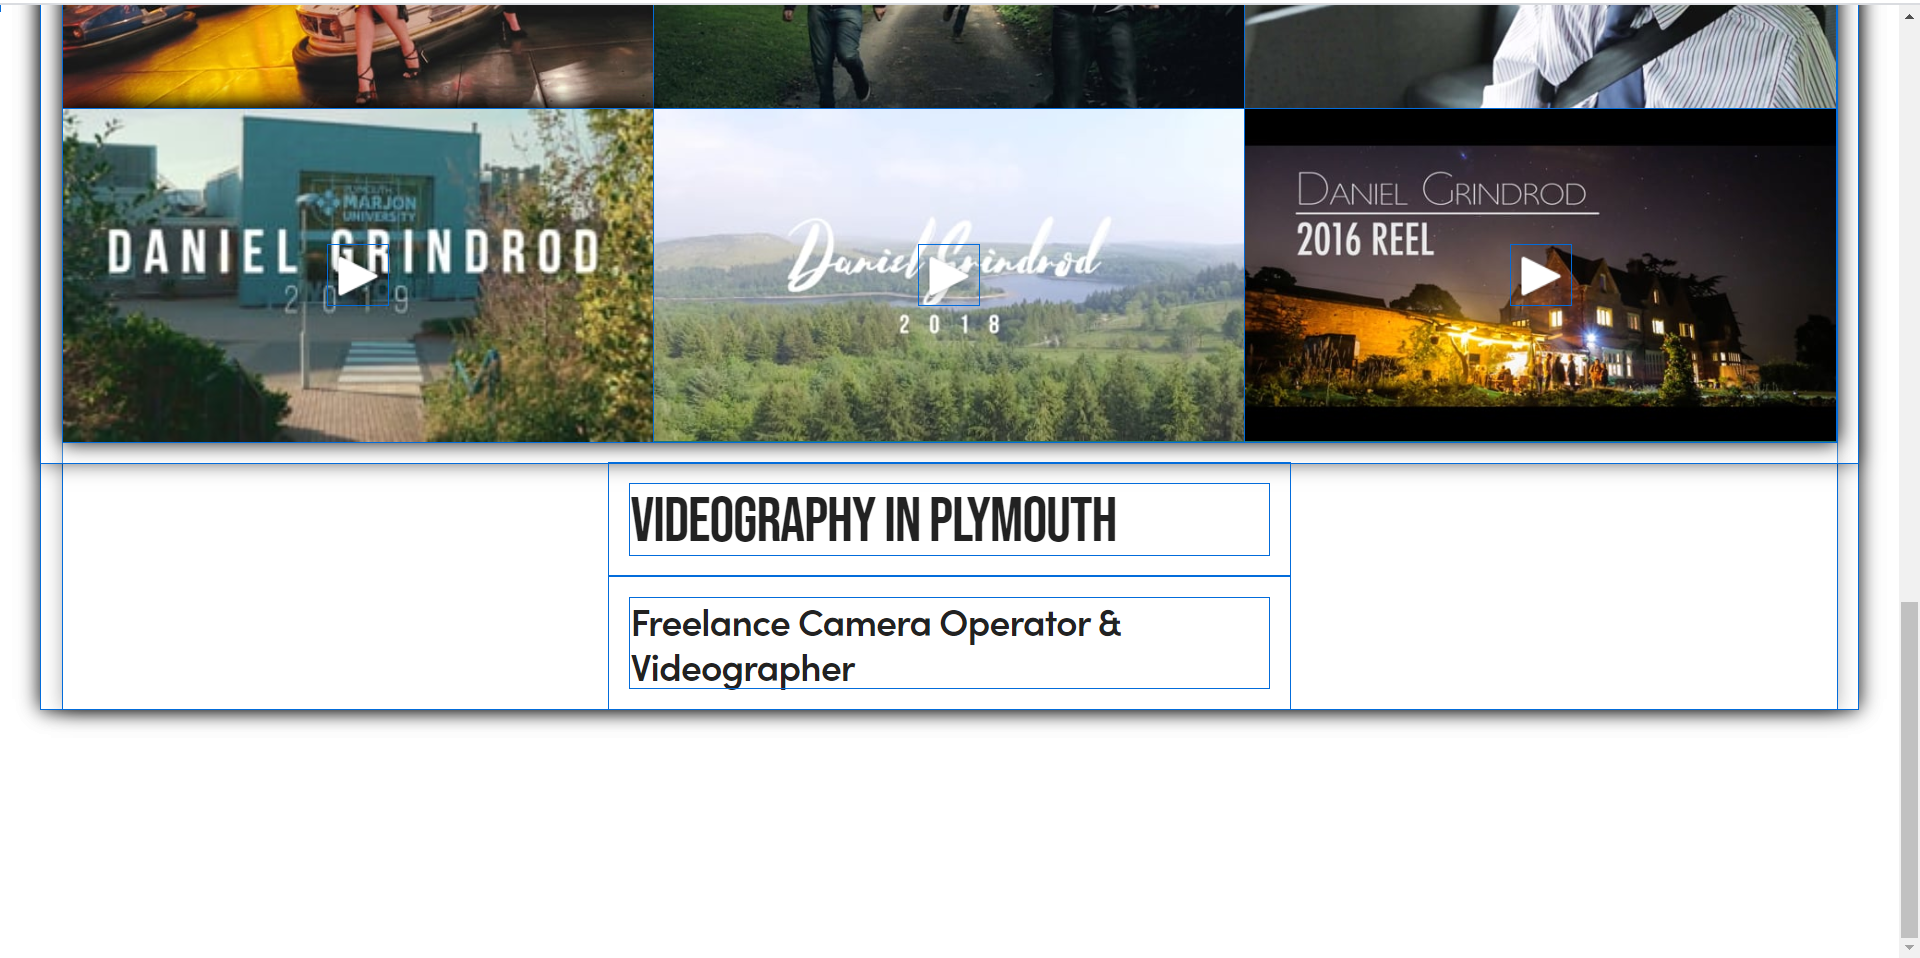 PLYMOUTH
MARJON
UNIVERSITY
DANIEL GRINDROD
2019
Daniel Grindrod
2018
DANIEL GRINDROD
2016 REEL
VIDEOGRAPHY IN PLYMOUTH
Freelance Camera Operator &
Videographer